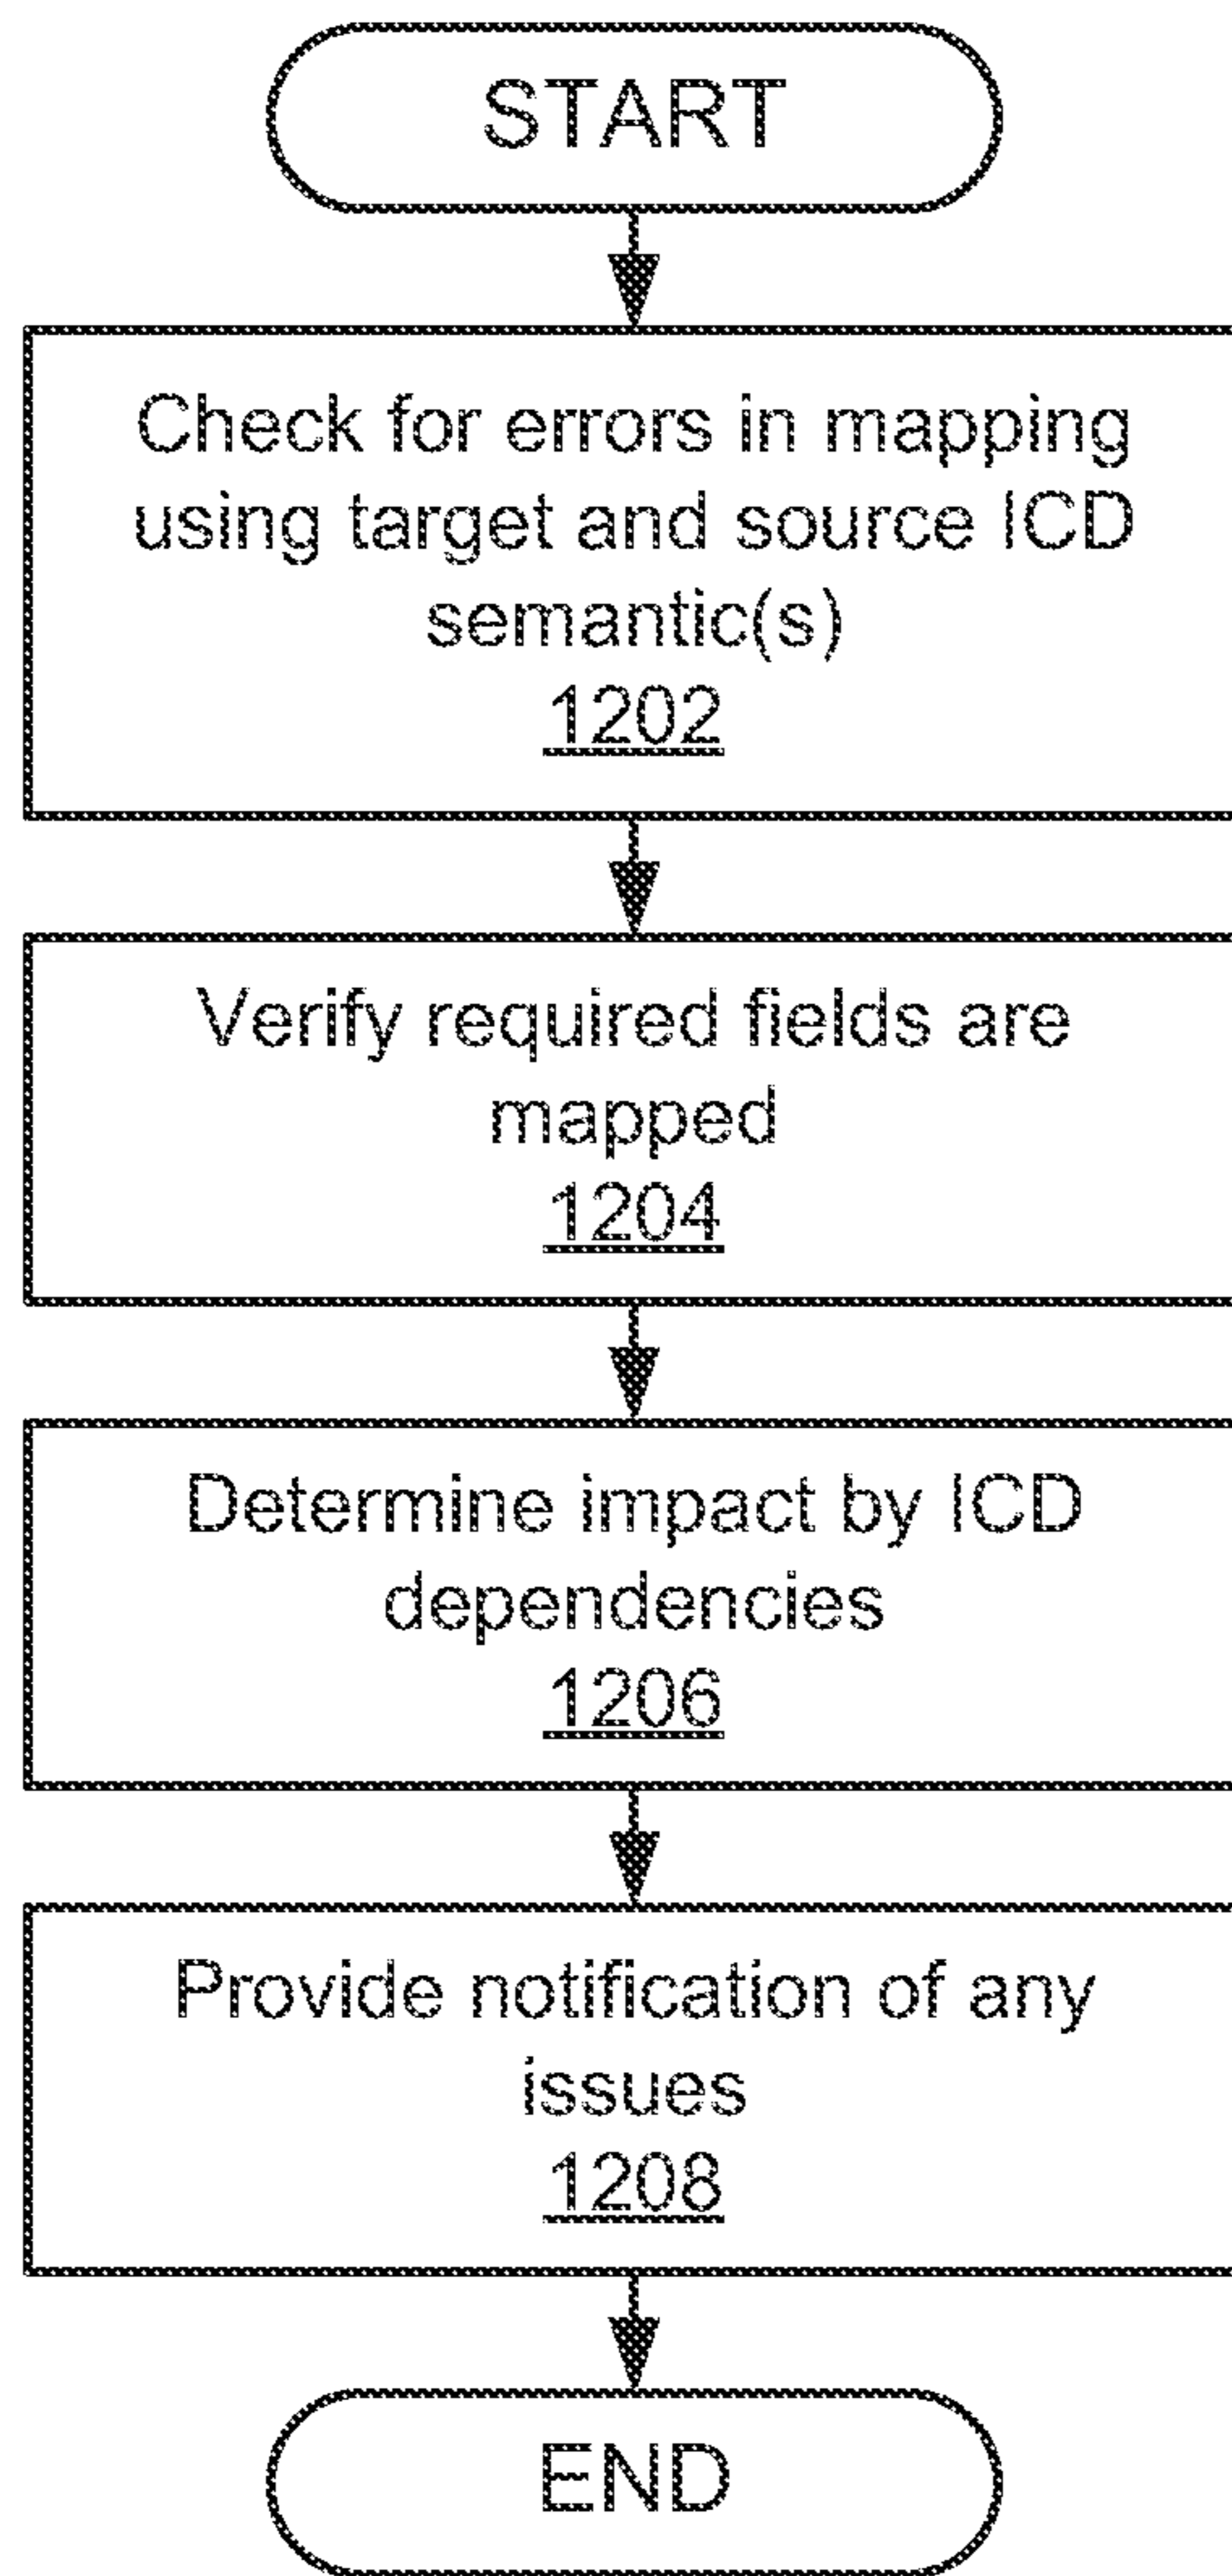 START
Check for errors in mapping
using target and source ICD
semantic(s)
1202
Verify required fields are
mapped
1204
Determine impact by ICD
dependencies
1206
Provide notification of any
issues
1208
END